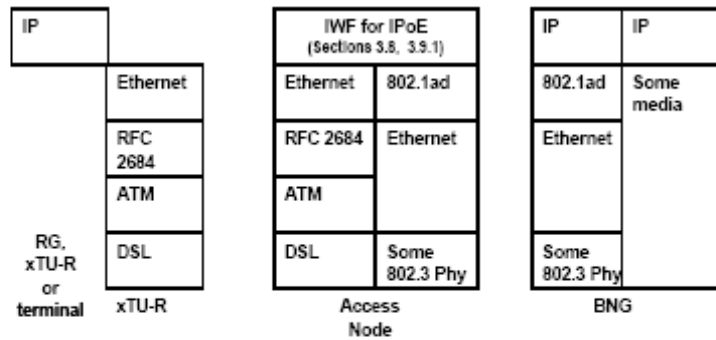 IP
Ethernet
RFC
2684
ATM
DSL
RG,
xTU-R
or
terminal
xTU-R
IWF for IPoE
(Sections 3.8, 3.9.1)
Ethernet
802.1ad
RFC 2684
Ethernet
ATM
DSL
Some
802.3 Phy
Access
Node
IP
IP
802.1ad
Some
media
Ethernet
Some
802.3 Phy
BNG